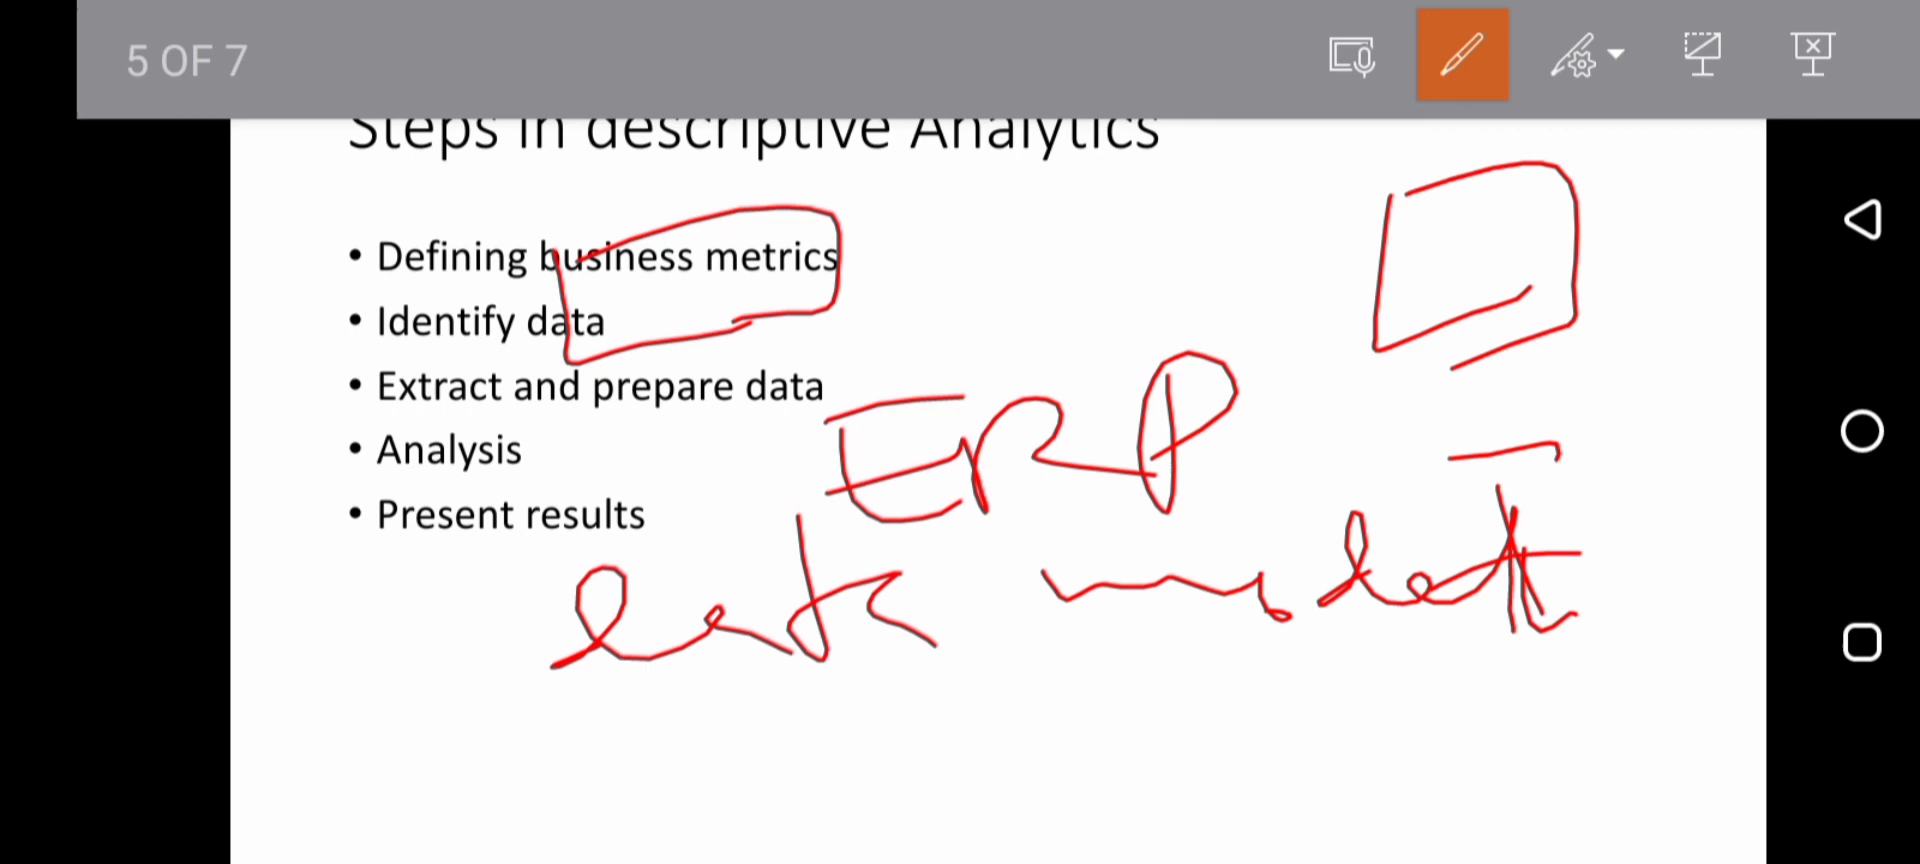 5 OF 7
Steps in descriptive Analytics
• Defining business metrics
• Identify data
• Extract and prepare data
• Analysis
• Present results
ERP